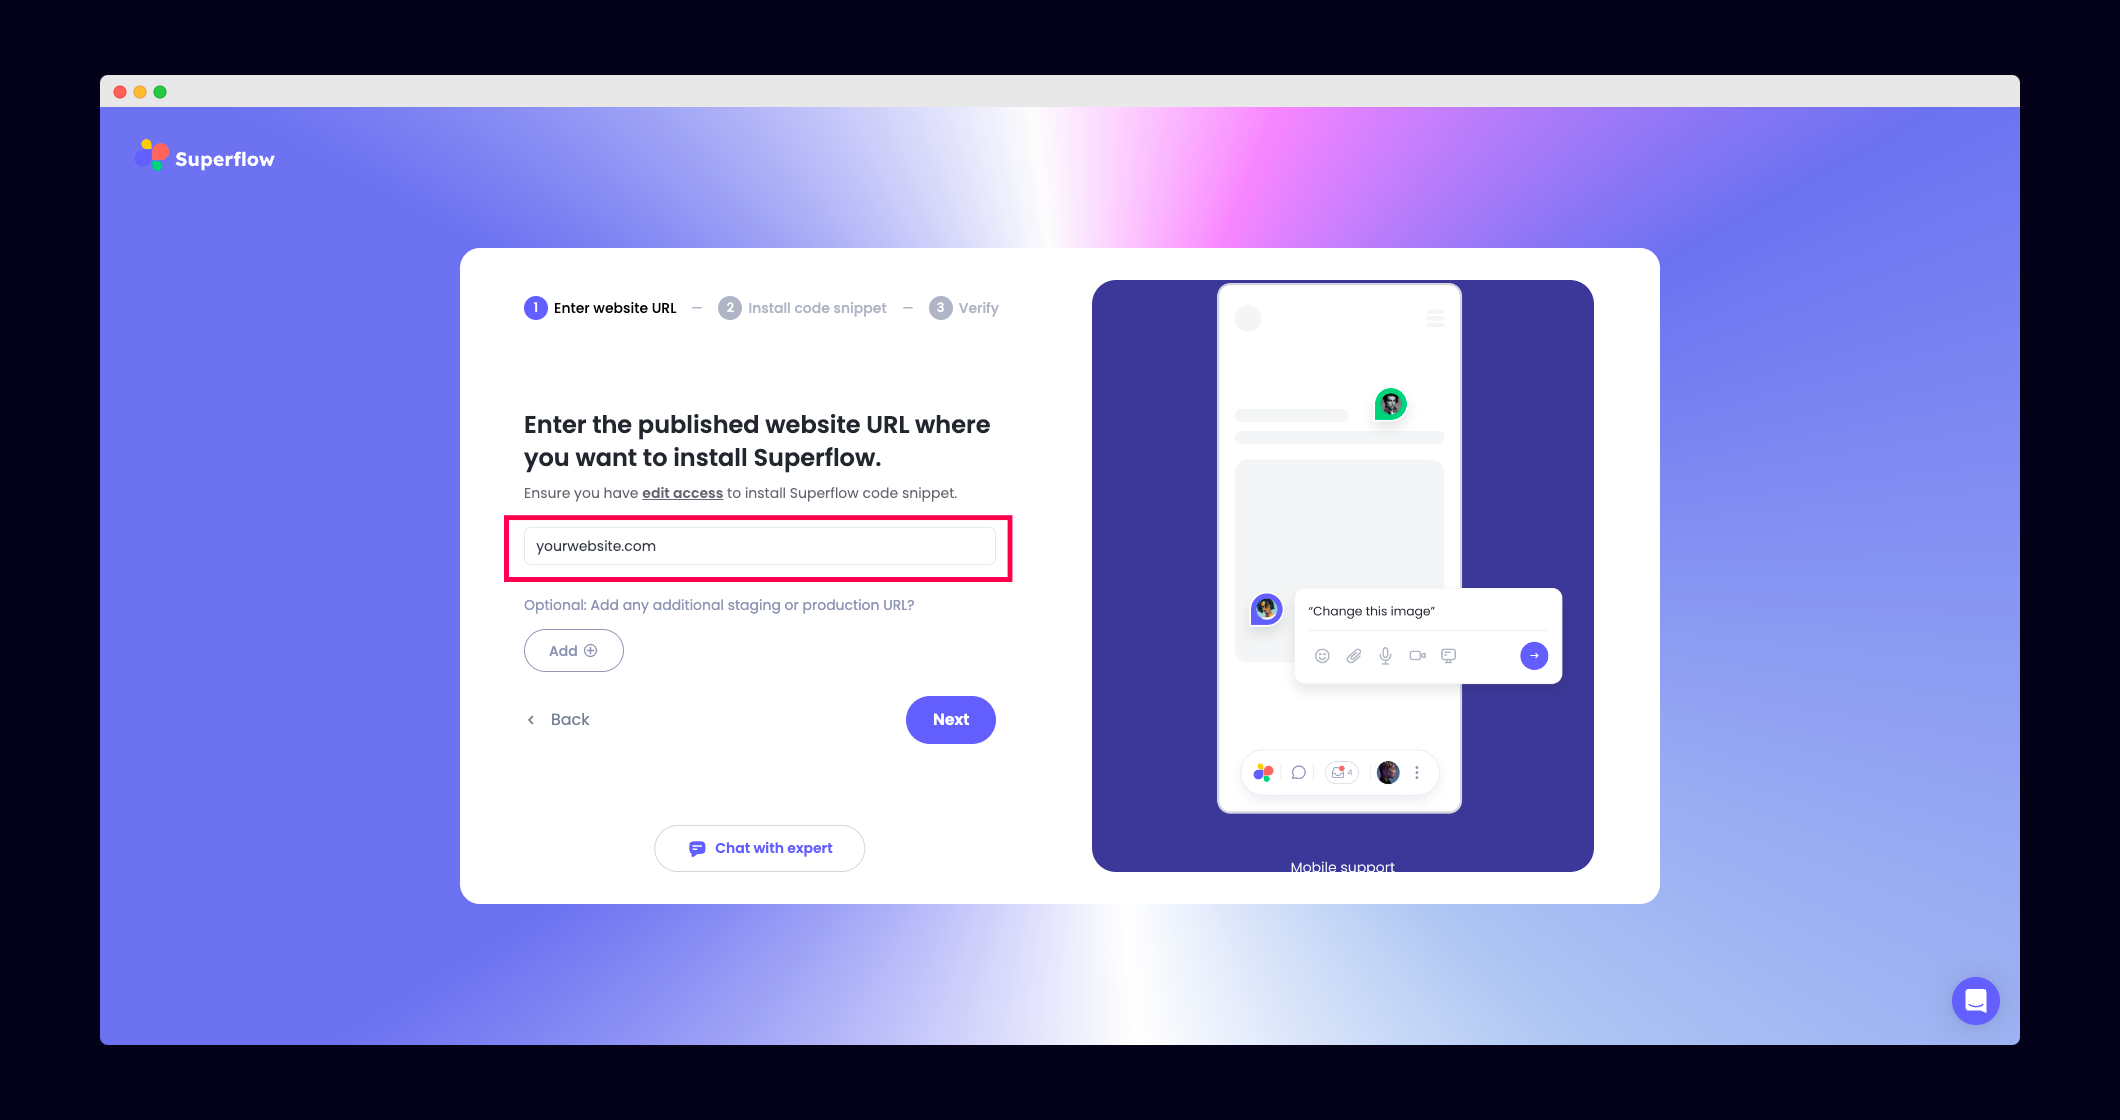 Superflow
1 Enter website URL — 2 Install code snippet — 3 Verify
Enter the published website URL where
you want to install Superflow.
Ensure you have edit access to install Superflow code snippet.
yourwebsite.com
Optional: Add any additional staging or production URL?
Add
Back
Next
Chat with expert
“Change this image”
4
Mobile support